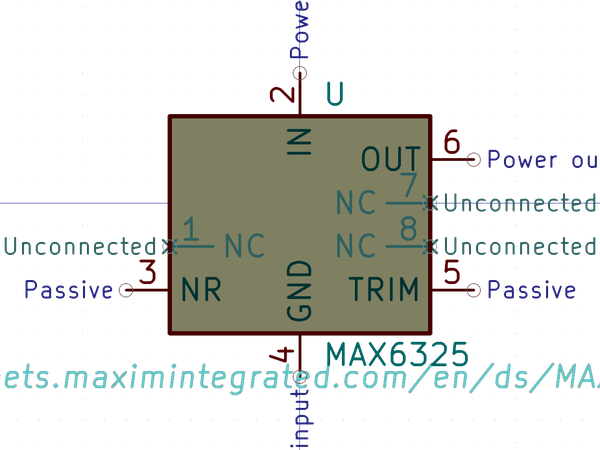 Powe
2
U
IN
OUT
6
Power ou
NC
7
Unconnected
Unconnected
1
NC
NC
8
Unconnected
Passive
3
NR
GND
TRIM
5
Passive
4
MAX6325
ets.maximintegrated.com/en/ds/MA
input